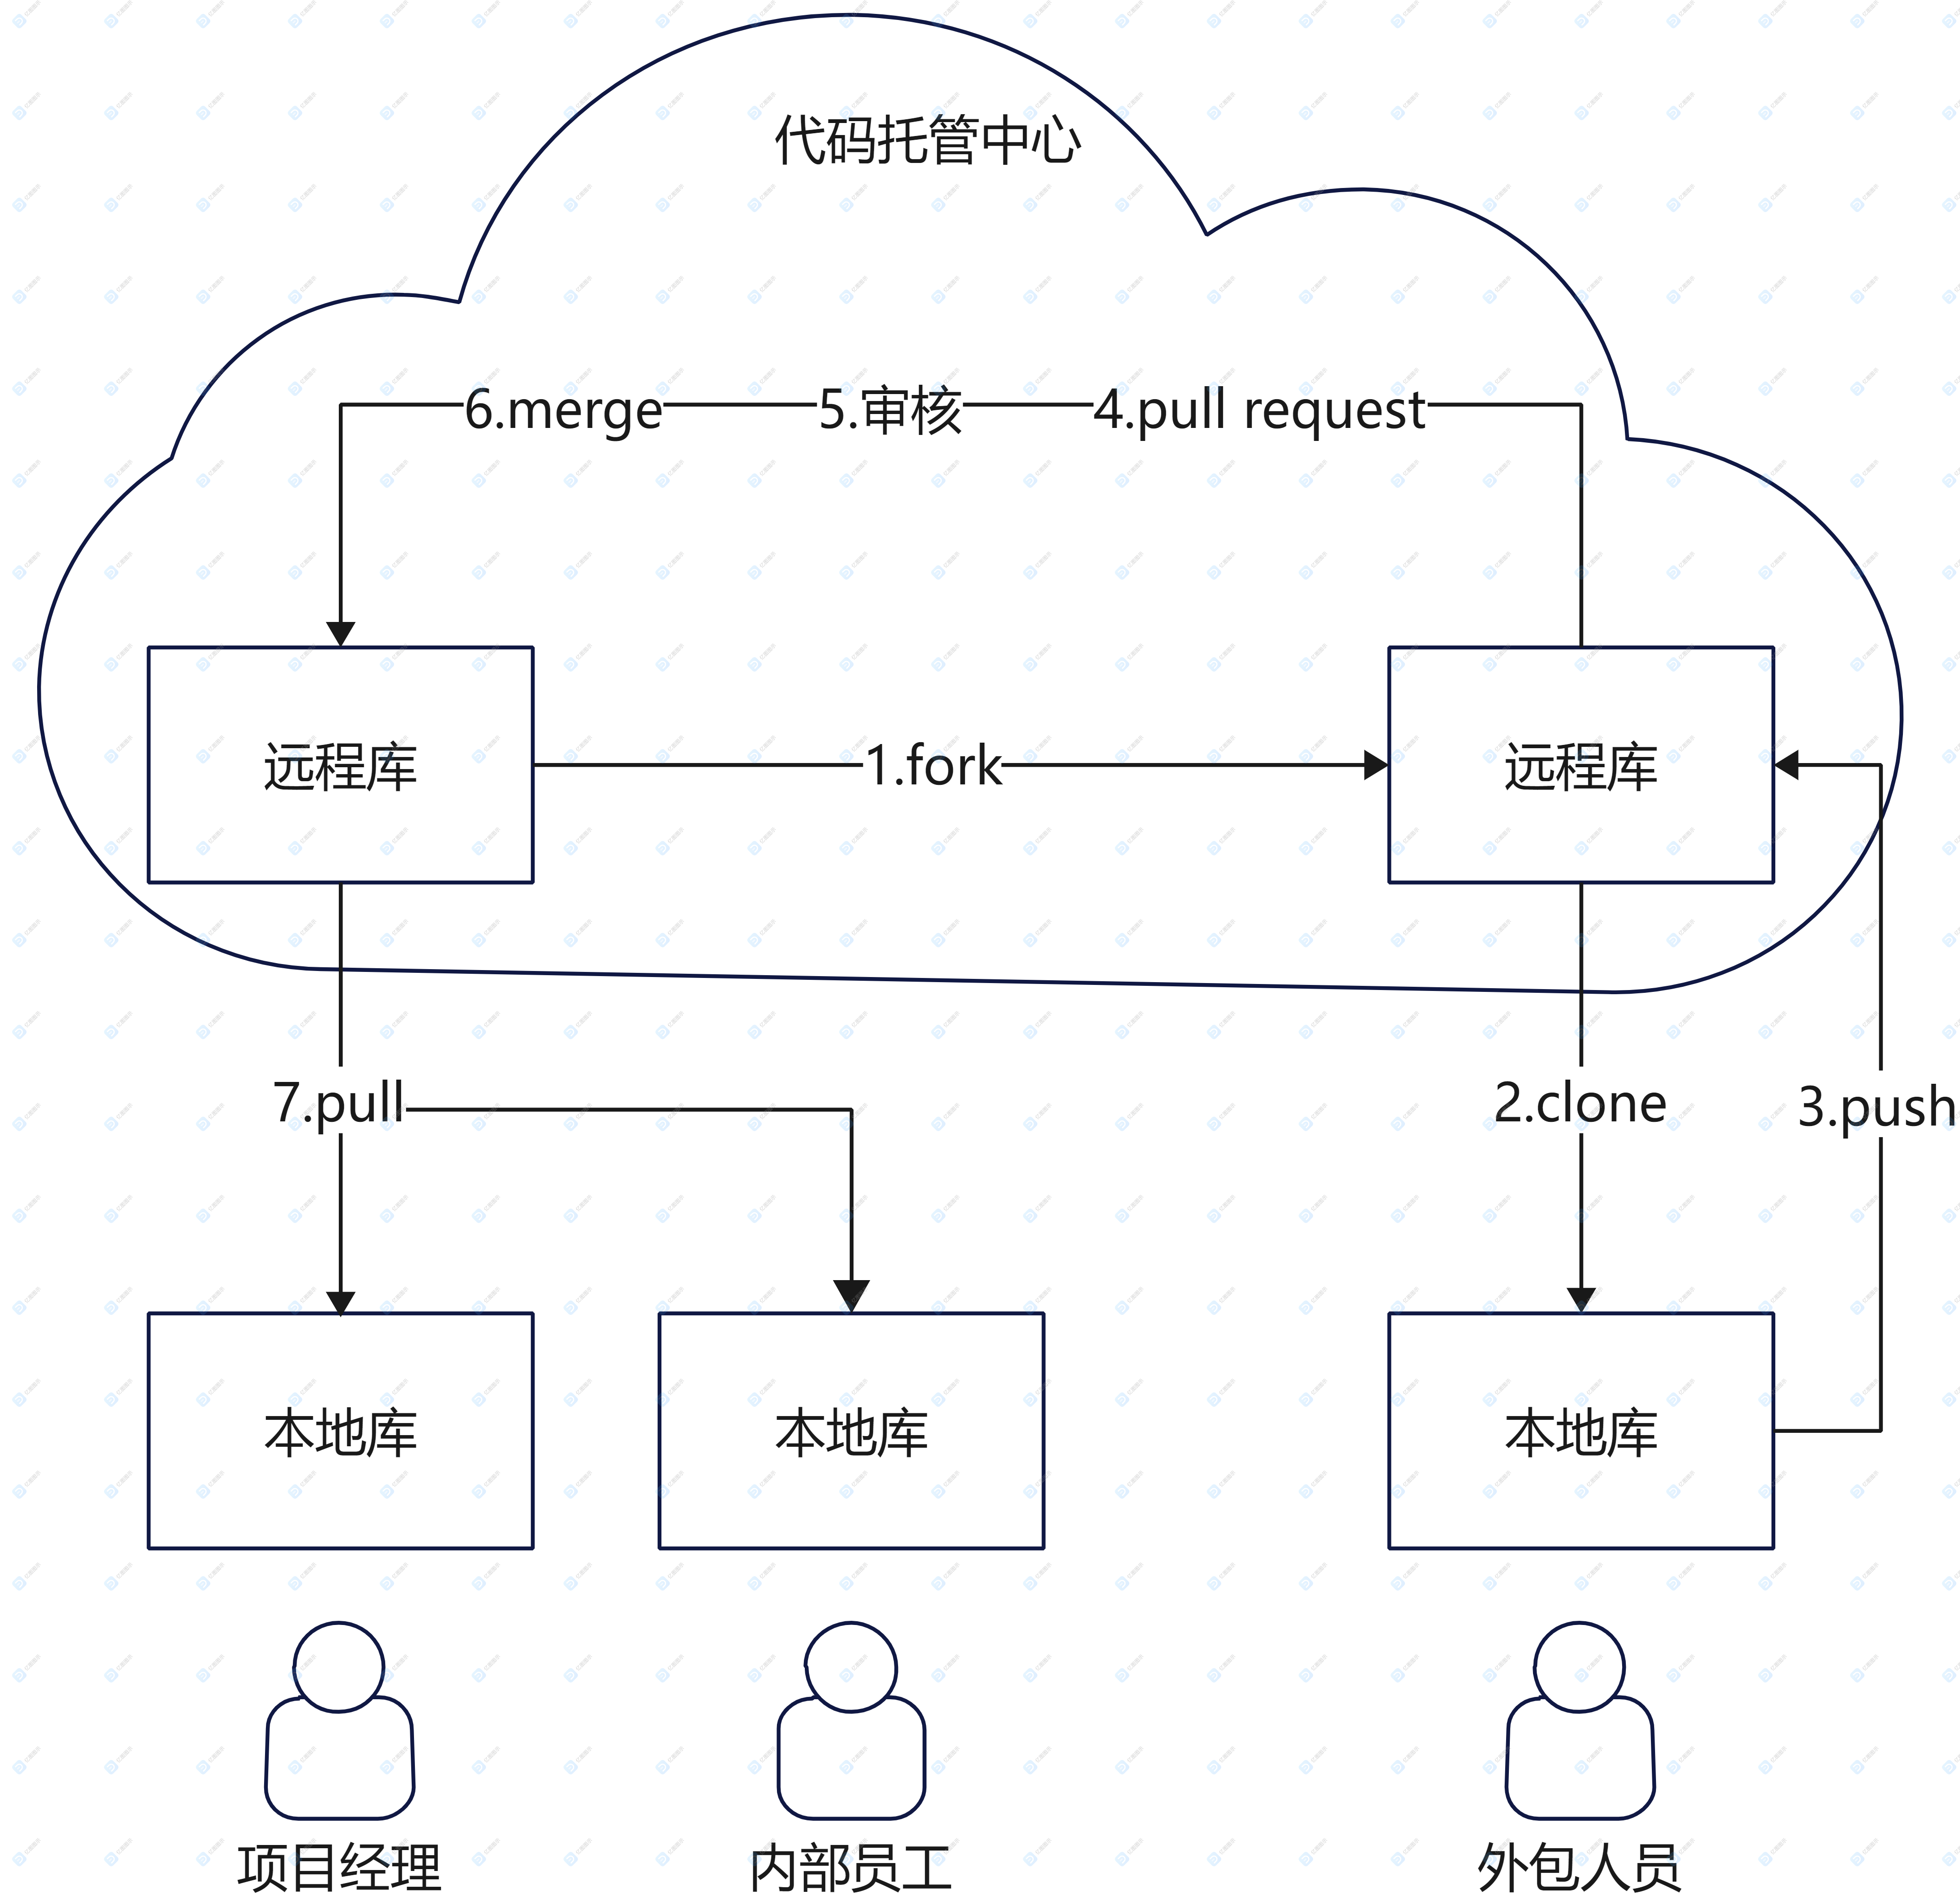 代码托管中心
6.merge
5.审核
4.pull request
远程库
1.fork
远程库
7.pull
2.clone
3.push
本地库
本地库
本地库
项目经理
内部员工
外包人员